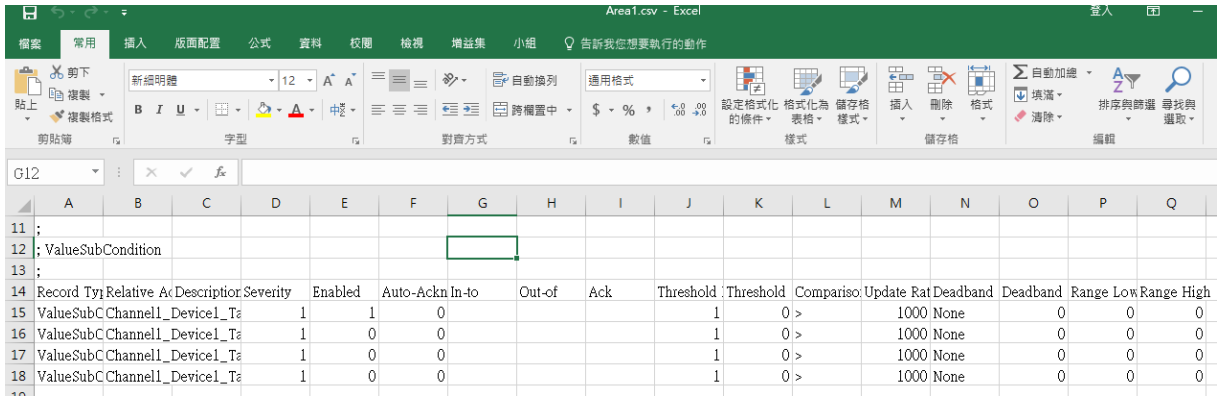 Area1.csv - Excel
登入
檔案 常用 插入 版面配置 公式 資料 校閱 檢視 增益集 小組 告訴我您想要執行的動作
剪下
複製
複製格式
貼上
剪貼簿
新細明體 12
B I U
字型
自動換列
跨欄置中
對齊方式
通用格式
$ % ,
數值
設定格式化的條件
格式化為表格
儲存格樣式
樣式
插入 刪除 格式
儲存格
自動加總
填滿
清除
排序與篩選 尋找與選取
編輯
G12 fx
A B C D E F G H I J K L M N O P Q
11 ;
12 ; ValueSubCondition
13 ;
14 Record Typ Relative Ac Description Severity Enabled Auto-Ackn In-to Out-of Ack Threshold Threshold Compariso Update Rat Deadband Deadband Range Low Range High
15 ValueSubC Channel1_Device1_Ta 1 1 0 1 0 > 1000 None 0 0 0
16 ValueSubC Channel1_Device1_Ta 1 0 0 1 0 > 1000 None 0 0 0
17 ValueSubC Channel1_Device1_Ta 1 0 0 1 0 > 1000 None 0 0 0
18 ValueSubC Channel1_Device1_Ta 1 0 0 1 0 > 1000 None 0 0 0